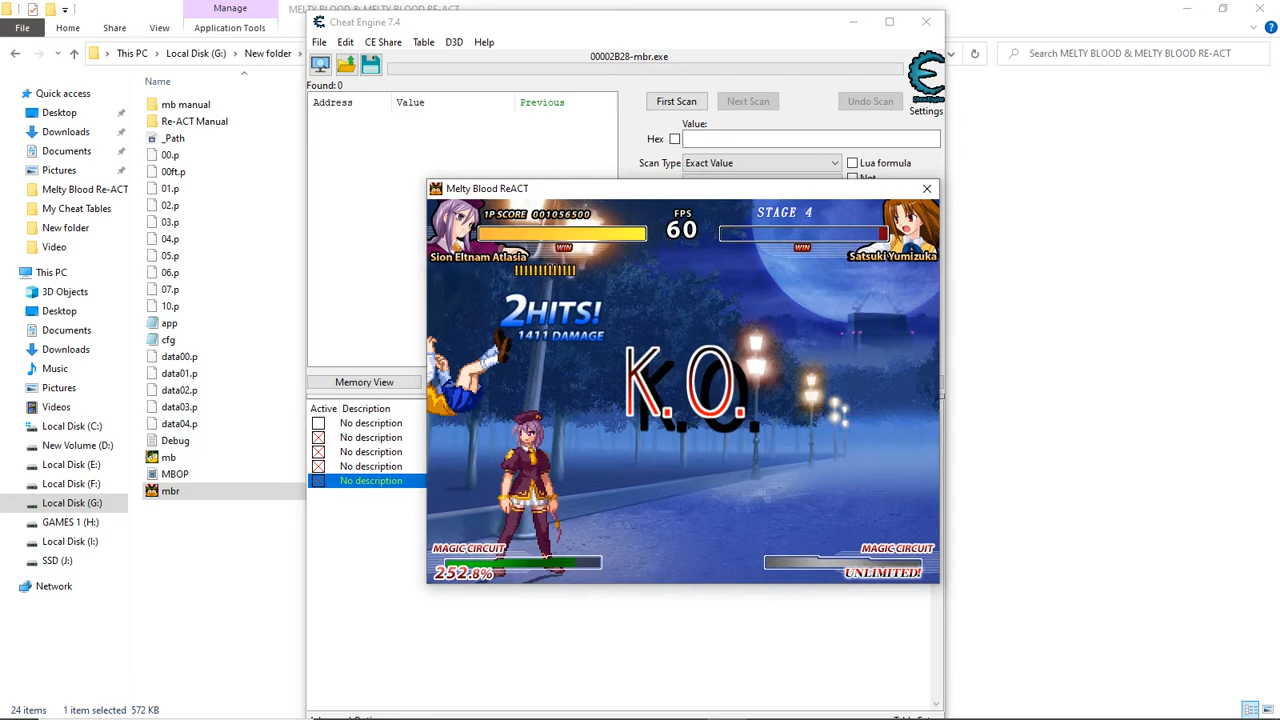 Manage
MELTY BLOOD & MELTY BLOOD RE-ACT
File Home Share View Application Tools
This PC Local Disk (G:) New folder
Search MELTY BLOOD & MELTY BLOOD RE-ACT
Quick access
Desktop
Downloads
Documents
Pictures
Melty Blood Re-ACT
My Cheat Tables
New folder
Video
This PC
3D Objects
Desktop
Documents
Downloads
Music
Pictures
Videos
Local Disk (C:)
New Volume (D:)
Local Disk (E:)
Local Disk (F:)
Local Disk (G:)
GAMES 1 (H:)
Local Disk (I:)
SSD (J:)
Network
Name
mb manual
Re-ACT Manual
_Path
00.p
00ft.p
01.p
02.p
03.p
04.p
05.p
06.p
07.p
10.p
app
cfg
data00.p
data01.p
data02.p
data03.p
data04.p
Debug
mb
MBOP
mbr
24 items 1 item selected 572 KB
Cheat Engine 7.4
File Edit CE Share Table D3D Help
00002B28-mbr.exe
Found: 0
Address Value Previous
First Scan Next Scan Undo Scan
Settings
Value:
Hex
Scan Type Exact Value Lua formula
Not
Memory View
Active Description
No description
No description
No description
No description
No description
Melty Blood ReACT
1P SCORE 001056500
FPS
60
STAGE 4
WIN
WIN
Sion Eltnam Atlasia
Satsuki Yumizuka
2HITS!
1411 DAMAGE
K.O.
MAGIC CIRCUIT
252.8%
MAGIC CIRCUIT
UNLIMITED!